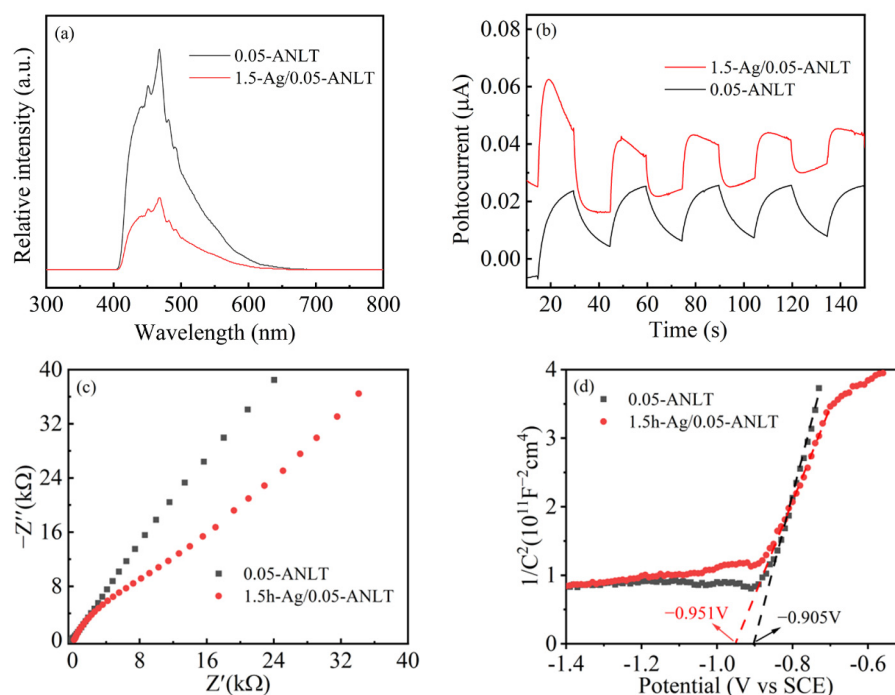 (a)
0.05-ANLT
1.5-Ag/0.05-ANLT
Relative intensity (a.u.)
300 400 500 600 700 800
Wavelength (nm)
(b)
1.5-Ag/0.05-ANLT
0.05-ANLT
Pohtocurrent (μA)
0.08
0.06
0.04
0.02
0.00
20 40 60 80 100 120 140
Time (s)
(c)
0.05-ANLT
1.5h-Ag/0.05-ANLT
−Z″(kΩ)
40
32
24
16
8
0
0 8 16 24 32 40
Z′(kΩ)
(d)
0.05-ANLT
1.5h-Ag/0.05-ANLT
1/C²(10¹¹F⁻²cm⁴)
4
3
2
1
0
−0.951V
−0.905V
-1.4 -1.2 -1.0 -0.8 -0.6
Potential (V vs SCE)